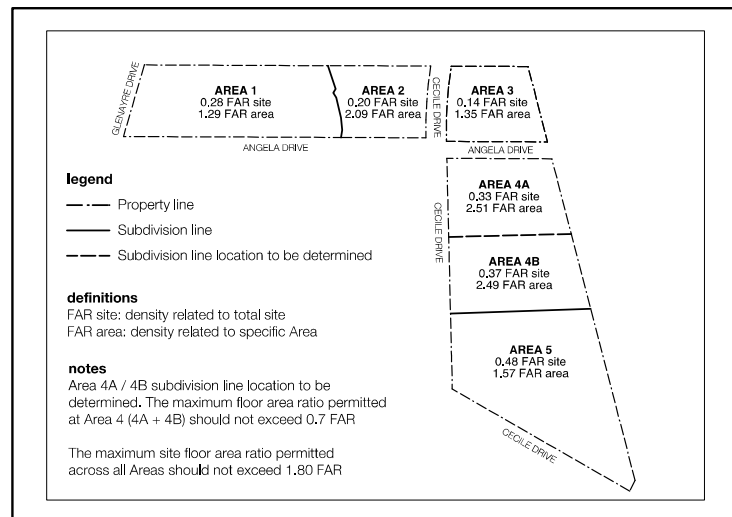 GLENAYRE DRIVE
AREA 1
0.28 FAR site
1.29 FAR area
AREA 2
0.20 FAR site
2.09 FAR area
CECILE DRIVE
AREA 3
0.14 FAR site
1.35 FAR area
ANGELA DRIVE
ANGELA DRIVE
CECILE DRIVE
AREA 4A
0.33 FAR site
2.51 FAR area
AREA 4B
0.37 FAR site
2.49 FAR area
AREA 5
0.48 FAR site
1.57 FAR area
CECILE DRIVE
legend
Property line
Subdivision line
Subdivision line location to be determined
definitions
FAR site: density related to total site
FAR area: density related to specific Area
notes
Area 4A / 4B subdivision line location to be
determined. The maximum floor area ratio permitted
at Area 4 (4A + 4B) should not exceed 0.7 FAR
The maximum site floor area ratio permitted
across all Areas should not exceed 1.80 FAR